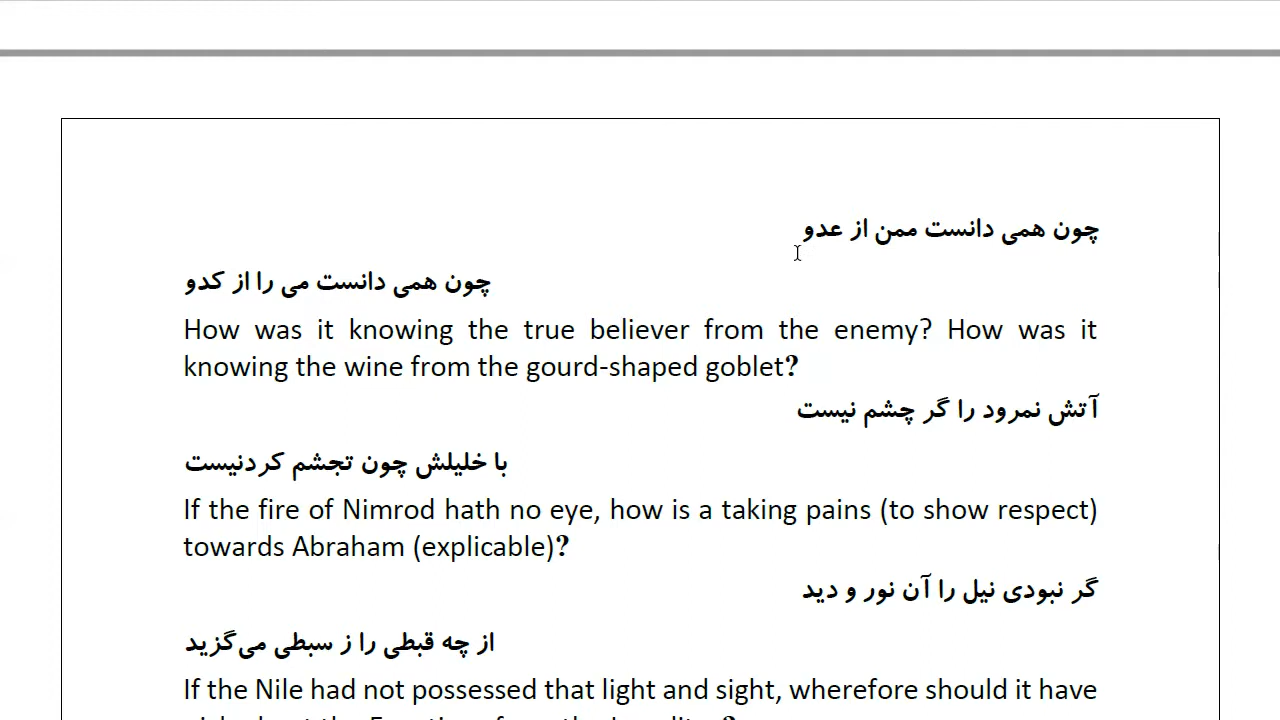 چون همی دانست ممن از عدو
چون همی دانست می را از کدو
How was it knowing the true believer from the enemy? How was it
knowing the wine from the gourd-shaped goblet?
آتش نمرود را گر چشم نیست
با خلیلش چون تجشم کردنیست
If the fire of Nimrod hath no eye, how is a taking pains (to show respect)
towards Abraham (explicable)?
گر نبودی نیل را آن نور و دید
از چه قبطی را ز سبطی می‌گزید
If the Nile had not possessed that light and sight, wherefore should it have